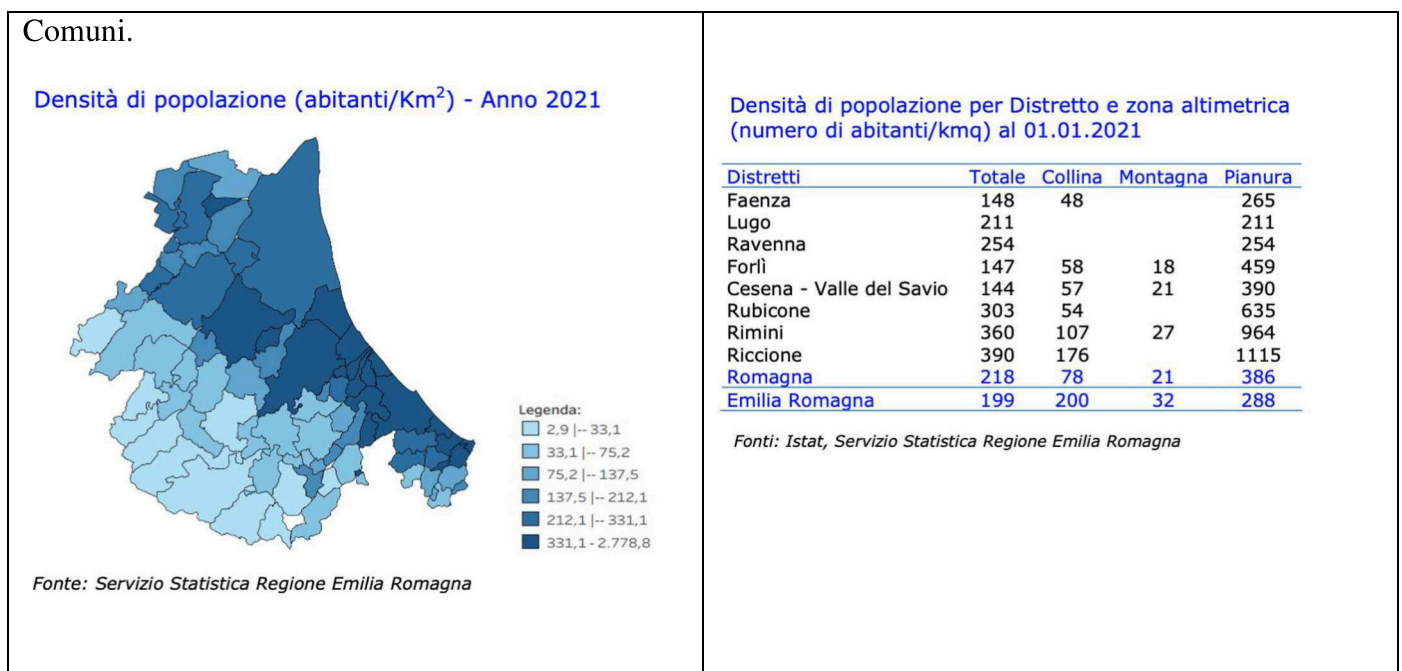 Comuni.
Densità di popolazione (abitanti/Km²) - Anno 2021
Legenda:
2,9 |-- 33,1
33,1 |-- 75,2
75,2 |-- 137,5
137,5 |-- 212,1
212,1 |-- 331,1
331,1 - 2.778,8
Fonte: Servizio Statistica Regione Emilia Romagna
Densità di popolazione per Distretto e zona altimetrica
(numero di abitanti/kmq) al 01.01.2021
Distretti Totale Collina Montagna Pianura
Faenza 148 48 265
Lugo 211 211
Ravenna 254 254
Forlì 147 58 18 459
Cesena - Valle del Savio 144 57 21 390
Rubicone 303 54 635
Rimini 360 107 27 964
Riccione 390 176 1115
Romagna 218 78 21 386
Emilia Romagna 199 200 32 288
Fonti: Istat, Servizio Statistica Regione Emilia Romagna